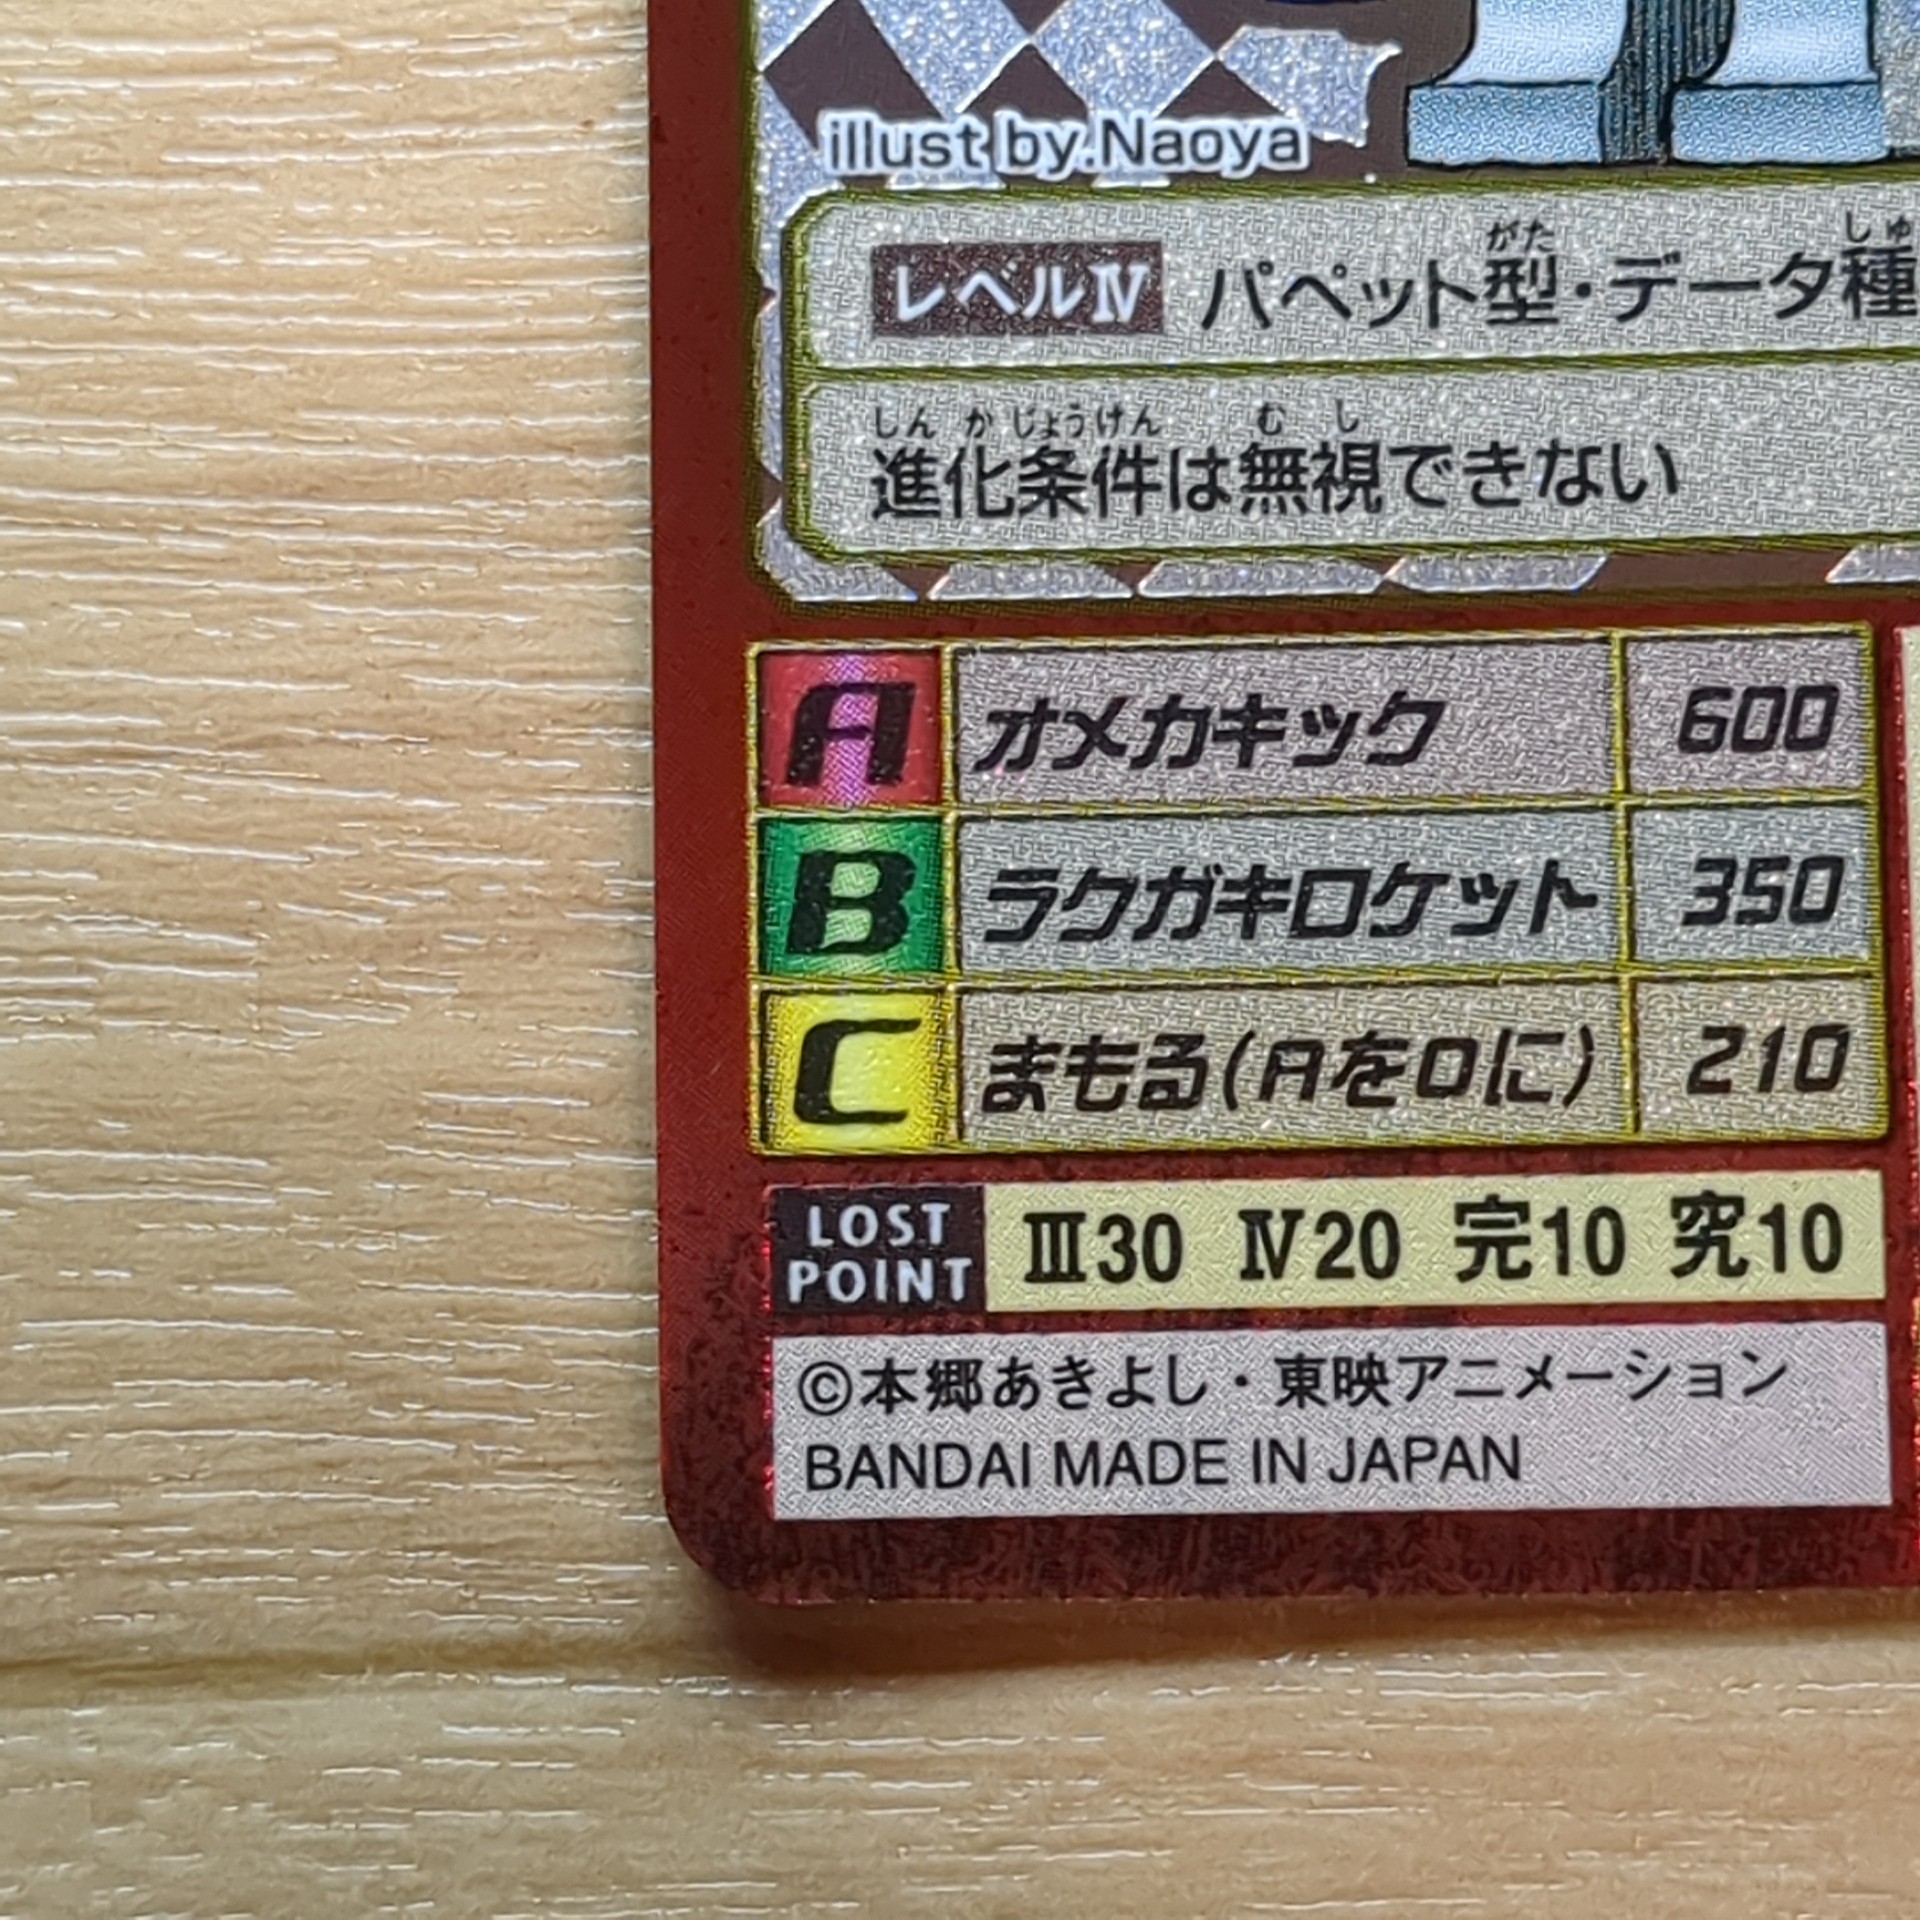 illust by.Naoya
がた しゅ
レベルⅣ パペット型・データ種
しん か じょうけん む し
進化条件は無視できない
A オメカキック 600
B ラクガキロケット 350
C まもる(Aを0に) 210
LOST POINT Ⅲ30 Ⅳ20 完10 究10
©本郷あきよし・東映アニメーション
BANDAI MADE IN JAPAN